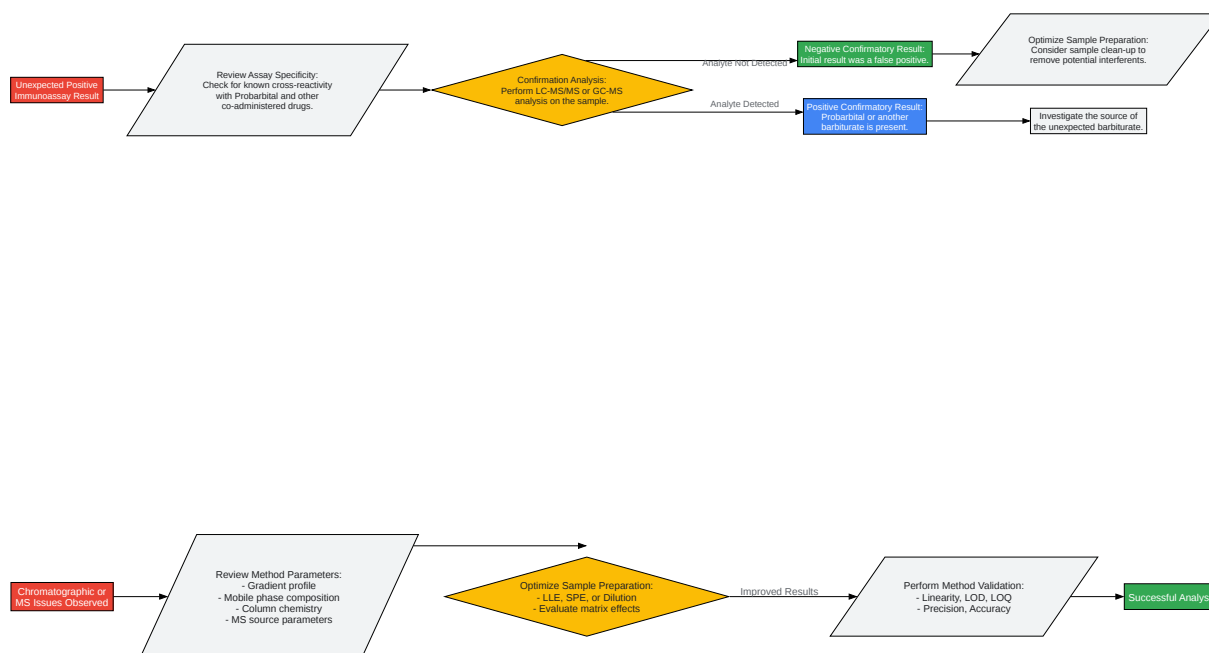 Unexpected Positive
Immunoassay Result
Review Assay Specificity:
Check for known cross-reactivity
with Probarbital and other
co-administered drugs.
Confirmation Analysis:
Perform LC-MS/MS or GC-MS
analysis on the sample.
Analyte Not Detected
Negative Confirmatory Result:
Initial result was a false positive.
Optimize Sample Preparation:
Consider sample clean-up to
remove potential interferents.
Analyte Detected
Positive Confirmatory Result:
Probarbital or another
barbiturate is present.
Investigate the source of
the unexpected barbiturate.
Chromatographic or
MS Issues Observed
Review Method Parameters:
- Gradient profile
- Mobile phase composition
- Column chemistry
- MS source parameters
Optimize Sample Preparation:
- LLE, SPE, or Dilution
- Evaluate matrix effects
Improved Results
Perform Method Validation:
- Linearity, LOD, LOQ
- Precision, Accuracy
Successful Analys